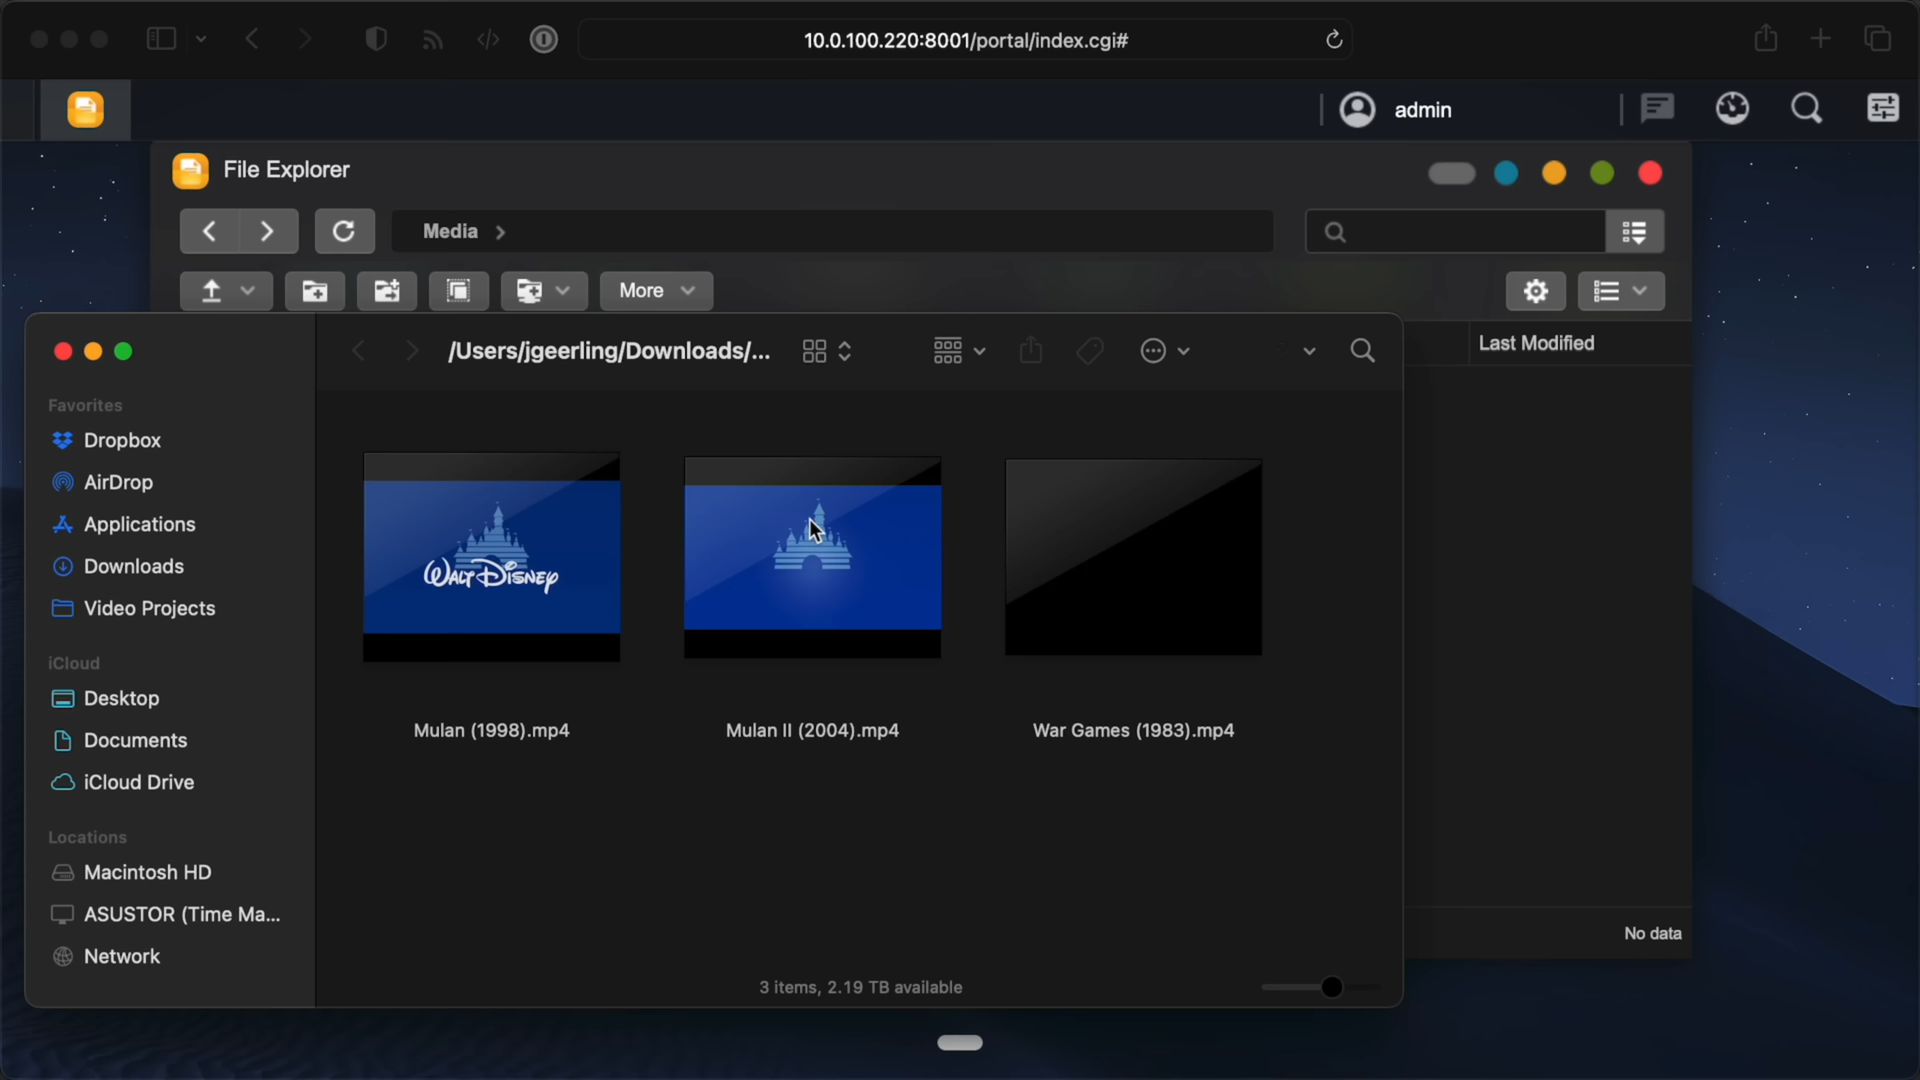 10.0.100.220:8001/portal/index.cgi#
admin
File Explorer
Media
More
Last Modified
/Users/jgeerling/Downloads/...
Favorites
Dropbox
AirDrop
Applications
Downloads
Video Projects
iCloud
Desktop
Documents
iCloud Drive
Locations
Macintosh HD
ASUSTOR (Time Ma...
Network
WALT DISNEY
Mulan (1998).mp4
Mulan II (2004).mp4
War Games (1983).mp4
No data
3 items, 2.19 TB available